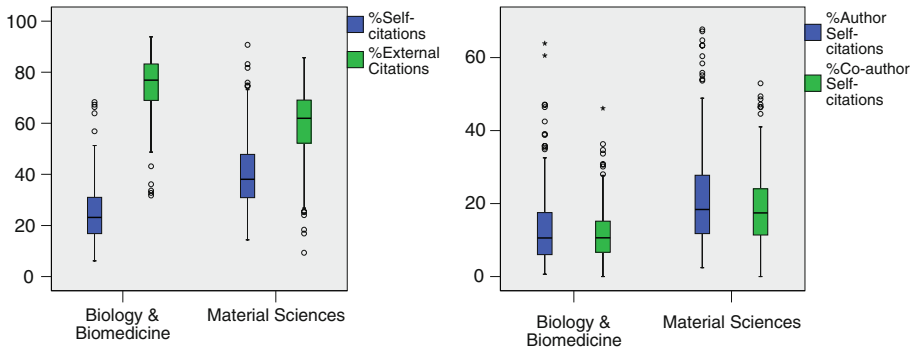 100
80
60
40
20
0
Biology &
Biomedicine
Material Sciences
%Self-
citations
%External
Citations
60
40
20
0
Biology &
Biomedicine
Material Sciences
%Author
Self-
citations
%Co-author
Self-
citations